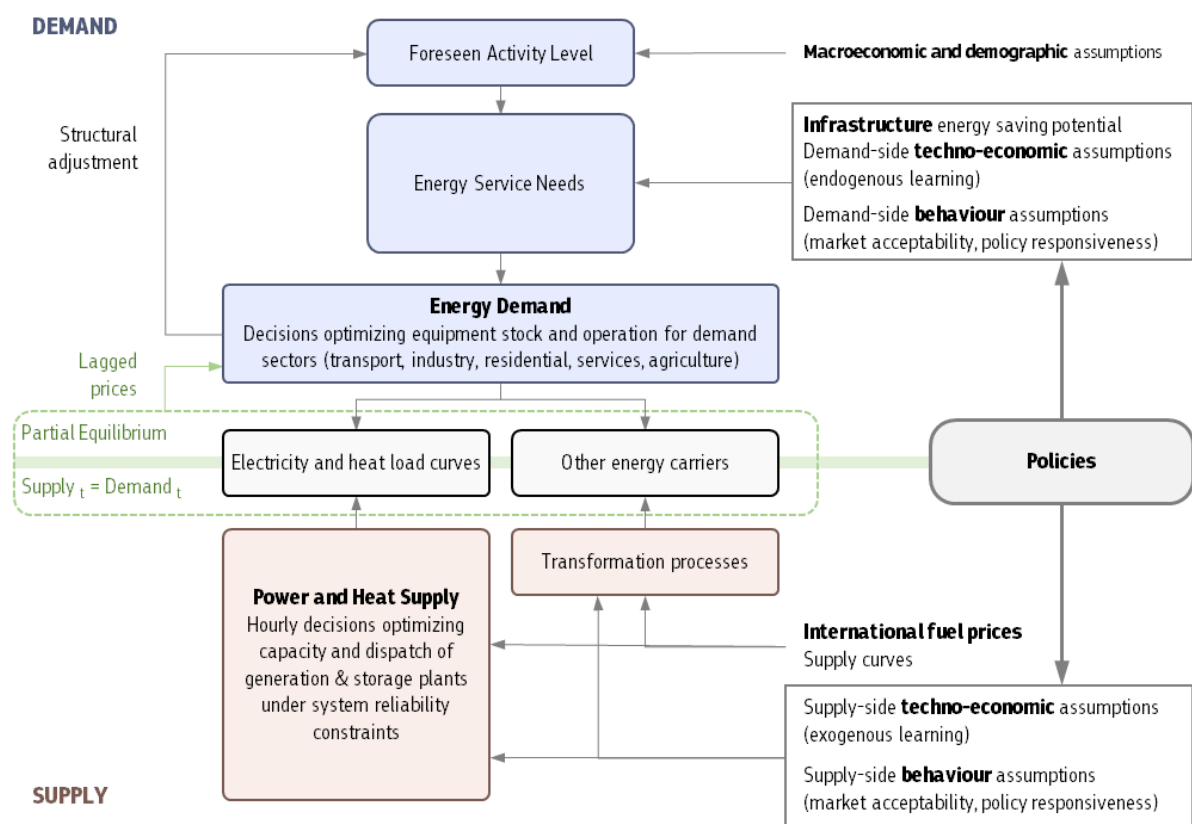 DEMAND
Foreseen Activity Level
Macroeconomic and demographic assumptions
Structural
adjustment
Energy Service Needs
Infrastructure energy saving potential
Demand-side techno-economic assumptions
(endogenous learning)
Demand-side behaviour assumptions
(market acceptability, policy responsiveness)
Energy Demand
Decisions optimizing equipment stock and operation for demand
sectors (transport, industry, residential, services, agriculture)
Lagged
prices
Partial Equilibrium
Supply t = Demand t
Electricity and heat load curves
Other energy carriers
Policies
Transformation processes
Power and Heat Supply
Hourly decisions optimizing
capacity and dispatch of
generation & storage plants
under system reliability
constraints
International fuel prices
Supply curves
Supply-side techno-economic assumptions
(exogenous learning)
Supply-side behaviour assumptions
(market acceptability, policy responsiveness)
SUPPLY